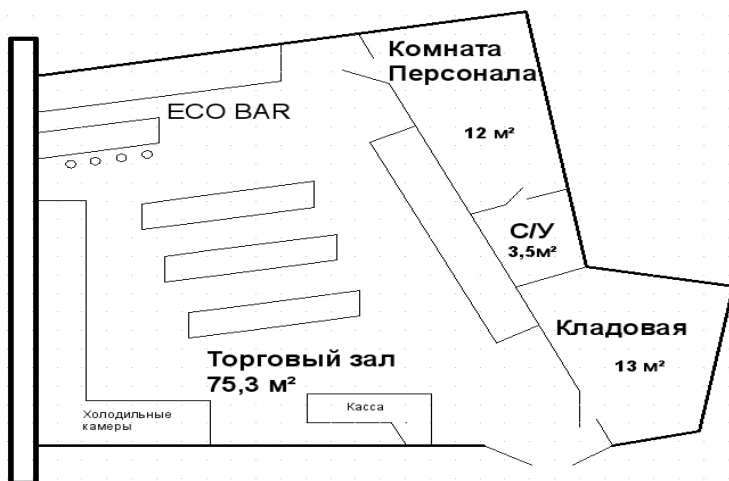 Комната
Персонала
12 м²
ECO BAR
С/У
3,5м²
Кладовая
13 м²
Торговый зал
75,3 м²
Касса
Холодильные
камеры